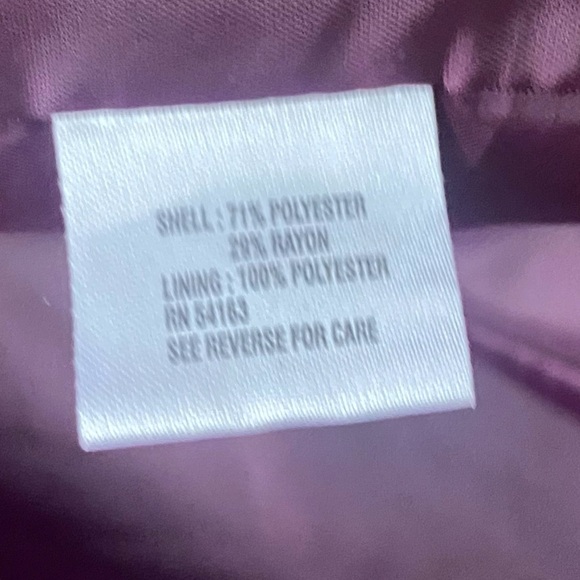 SHELL : 71% POLYESTER
29% RAYON
LINING : 100% POLYESTER
RN 54163
SEE REVERSE FOR CARE